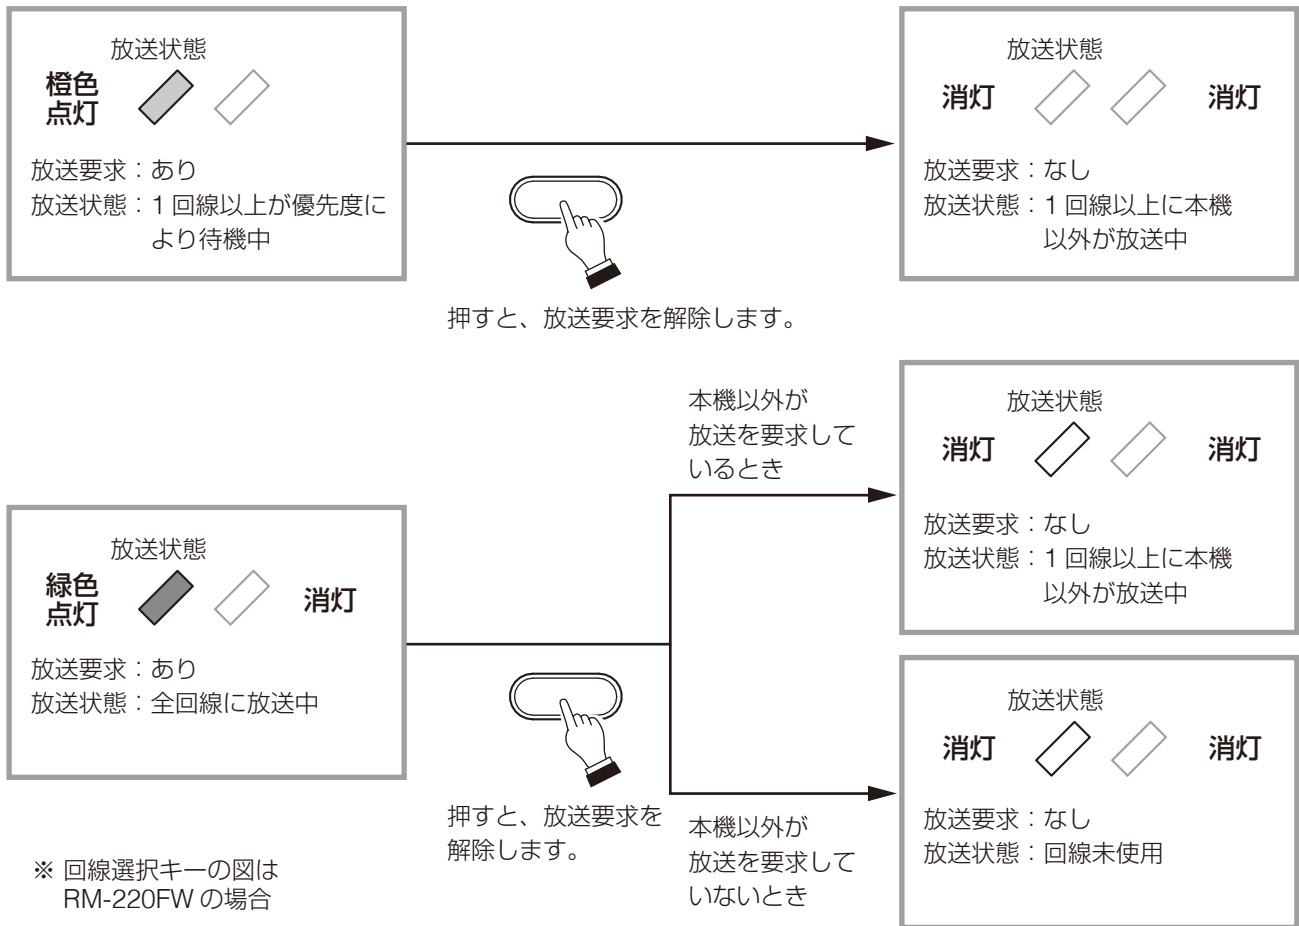 放送状態
橙色
点灯
放送要求：あり
放送状態：1 回線以上が優先度に
より待機中
押すと、放送要求を解除します。
放送状態
消灯
消灯
放送要求：なし
放送状態：1 回線以上に本機
以外が放送中
放送状態
緑色
点灯
消灯
放送要求：あり
放送状態：全回線に放送中
押すと、放送要求を
解除します。
本機以外が
放送を要求して
いるとき
放送状態
消灯
消灯
放送要求：なし
放送状態：1 回線以上に本機
以外が放送中
本機以外が
放送を要求して
いないとき
放送状態
消灯
消灯
放送要求：なし
放送状態：回線未使用
※ 回線選択キーの図は
RM-220FW の場合